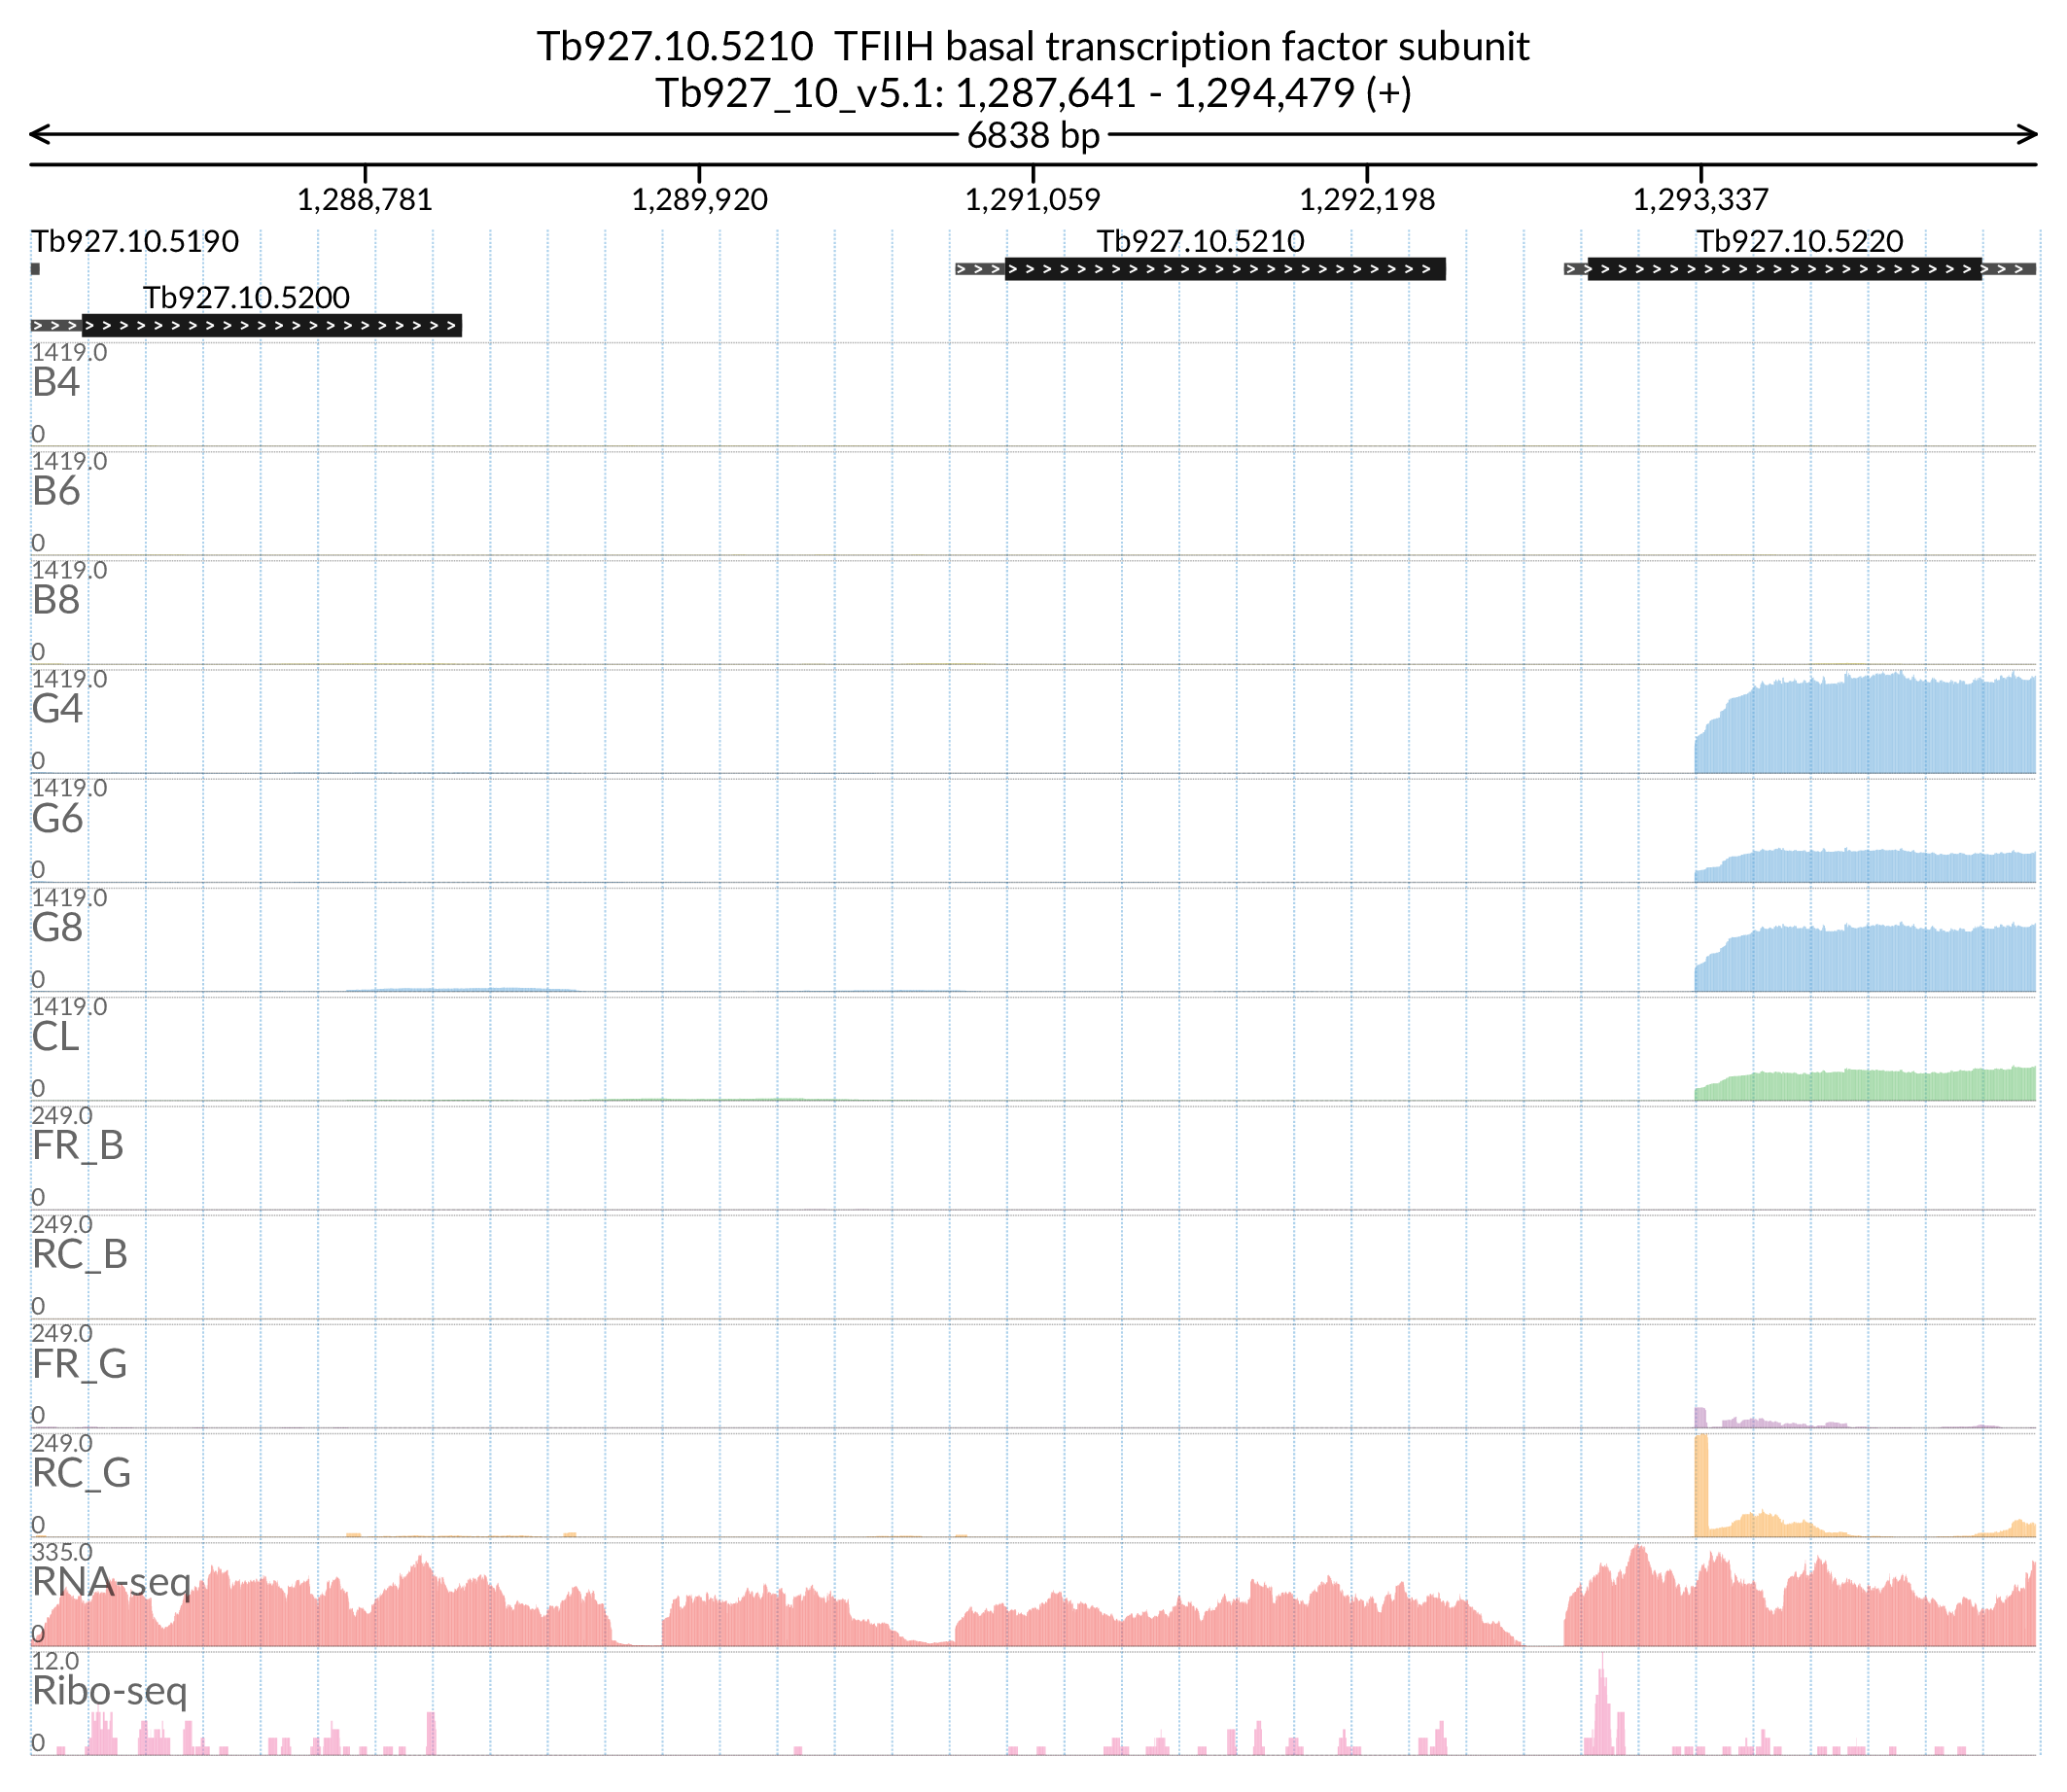 Tb927.10.5210  TFIIH basal transcription factor subunit
Tb927_10_v5.1: 1,287,641 - 1,294,479 (+)
6838 bp
1,288,781 1,289,920 1,291,059 1,292,198 1,293,337
Tb927.10.5190 Tb927.10.5210 Tb927.10.5220
Tb927.10.5200
1419.0
B4
0
1419.0
B6
0
1419.0
B8
0
1419.0
G4
0
1419.0
G6
0
1419.0
G8
0
1419.0
CL
0
249.0
FR_B
0
249.0
RC_B
0
249.0
FR_G
0
249.0
RC_G
0
335.0
RNA-seq
0
12.0
Ribo-seq
0